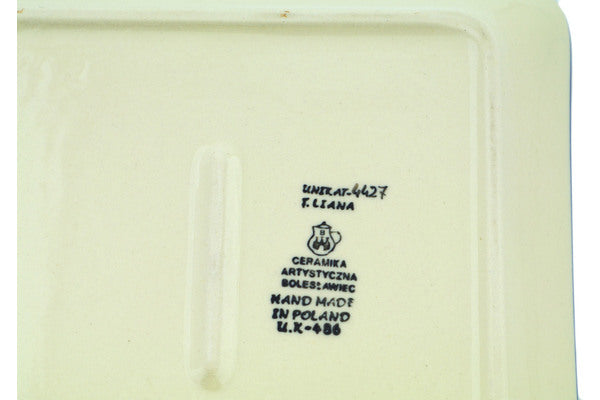 UNIKAT-4427
T. LIANA
B
CERAMIKA
ARTYSTYCZNA
BOLESŁAWIEC
HAND MADE
IN POLAND
U.K-486